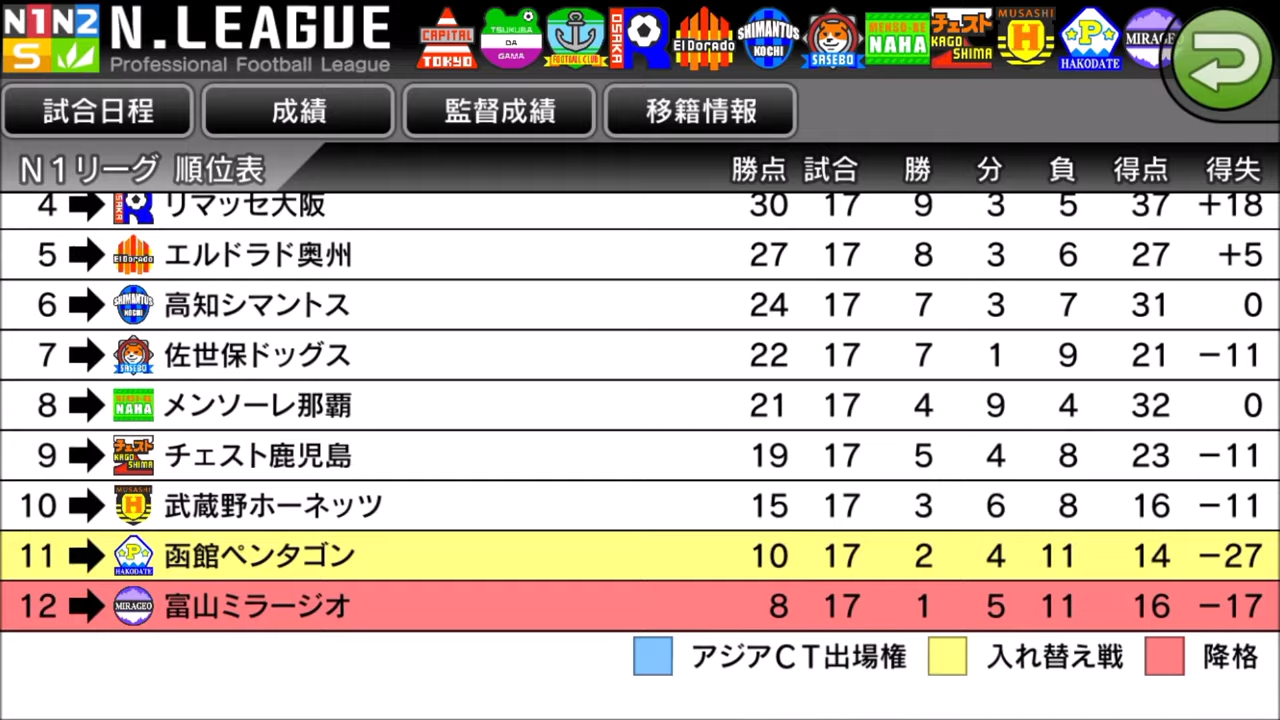 N1 N2 S N.LEAGUE
Professional Football League
CAPITAL TOKYO
TSUKUBA DA GAMA
FOOTBALL CLUB
OSAKA
ElDorado
SHIMANTUS KOCHI
SASEBO
MENSO-RE NAHA
チェスト KAGOSHIMA
MUSASHI H
P HAKODATE
MIRAGEO
試合日程 成績 監督成績 移籍情報
N1リーグ 順位表 勝点 試合 勝 分 負 得点 得失
4 リマッセ大阪 30 17 9 3 5 37 +18
5 エルドラド奥州 27 17 8 3 6 27 +5
6 高知シマントス 24 17 7 3 7 31 0
7 佐世保ドッグス 22 17 7 1 9 21 −11
8 メンソーレ那覇 21 17 4 9 4 32 0
9 チェスト鹿児島 19 17 5 4 8 23 −11
10 武蔵野ホーネッツ 15 17 3 6 8 16 −11
11 函館ペンタゴン 10 17 2 4 11 14 −27
12 富山ミラージオ 8 17 1 5 11 16 −17
アジアCT出場権 入れ替え戦 降格